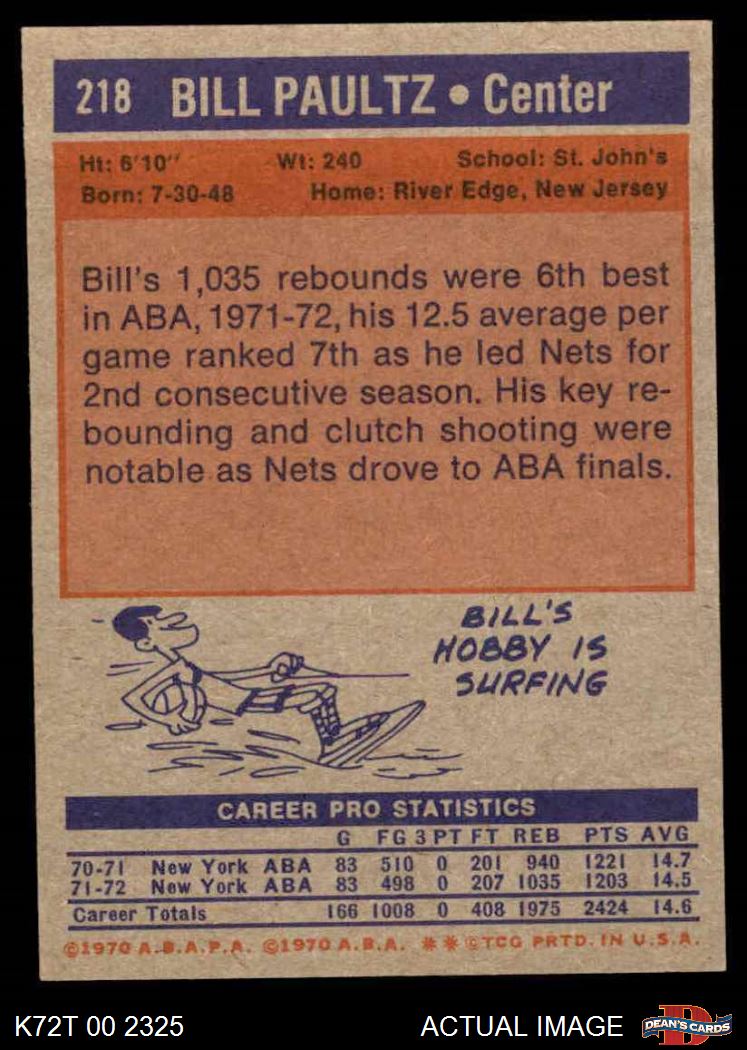 218 BILL PAULTZ • Center
Ht: 6'10" Wt: 240 School: St. John's
Born: 7-30-48 Home: River Edge, New Jersey
Bill's 1,035 rebounds were 6th best
in ABA, 1971-72, his 12.5 average per
game ranked 7th as he led Nets for
2nd consecutive season. His key re-
bounding and clutch shooting were
notable as Nets drove to ABA finals.
BILL'S
HOBBY IS
SURFING
CAREER PRO STATISTICS
G FG 3 PT FT REB PTS AVG
70-71 New York ABA 83 510 0 201 940 1221 14.7
71-72 New York ABA 83 498 0 207 1035 1203 14.5
Career Totals 166 1008 0 408 1975 2424 14.6
©1970 A.B.A.P.A. ©1970 A.B.A. ✱✱©TCG PRTD. IN U.S.A.
K72T 00 2325 ACTUAL IMAGE DEAN'S CARDS